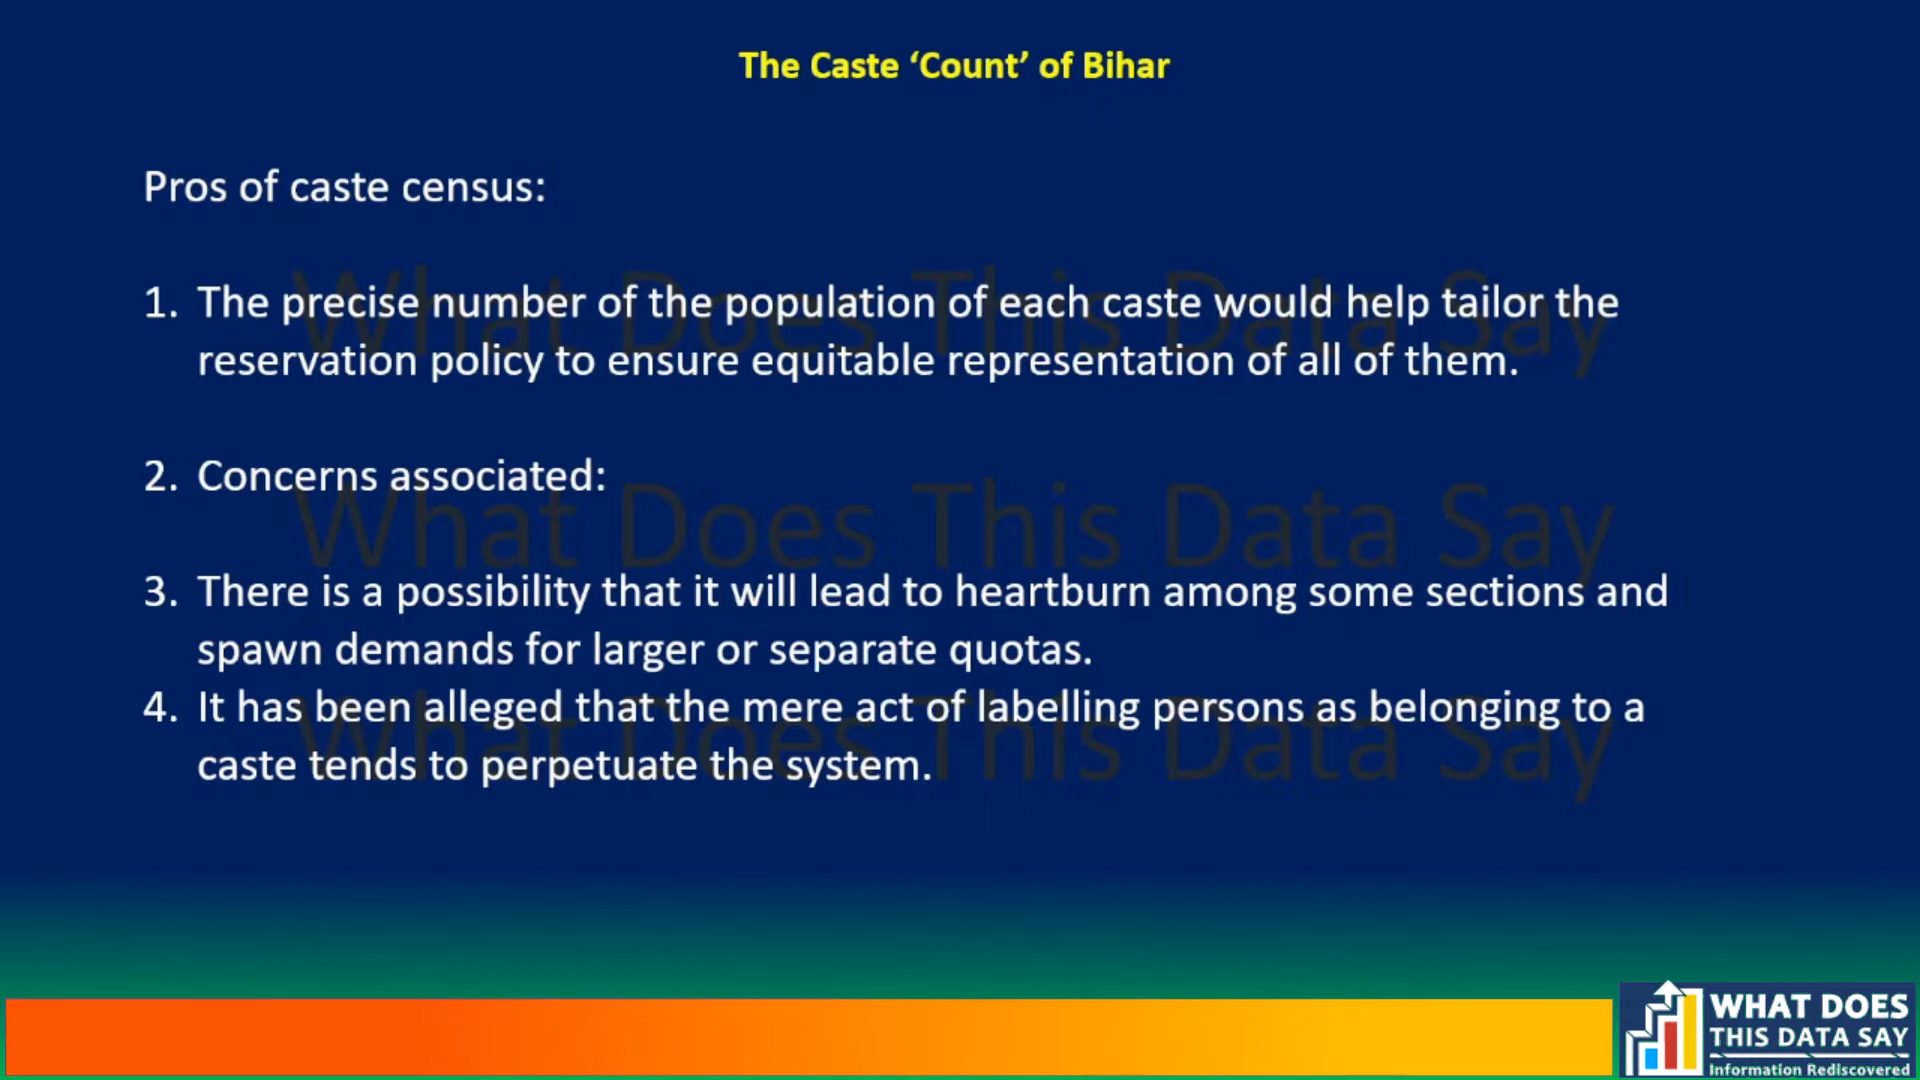 The Caste ‘Count’ of Bihar
Pros of caste census:
1. The precise number of the population of each caste would help tailor the
reservation policy to ensure equitable representation of all of them.
2. Concerns associated:
3. There is a possibility that it will lead to heartburn among some sections and
spawn demands for larger or separate quotas.
4. It has been alleged that the mere act of labelling persons as belonging to a
caste tends to perpetuate the system.
What Does This Data Say
What Does This Data Say
What Does This Data Say
WHAT DOES
THIS DATA SAY
Information Rediscovered